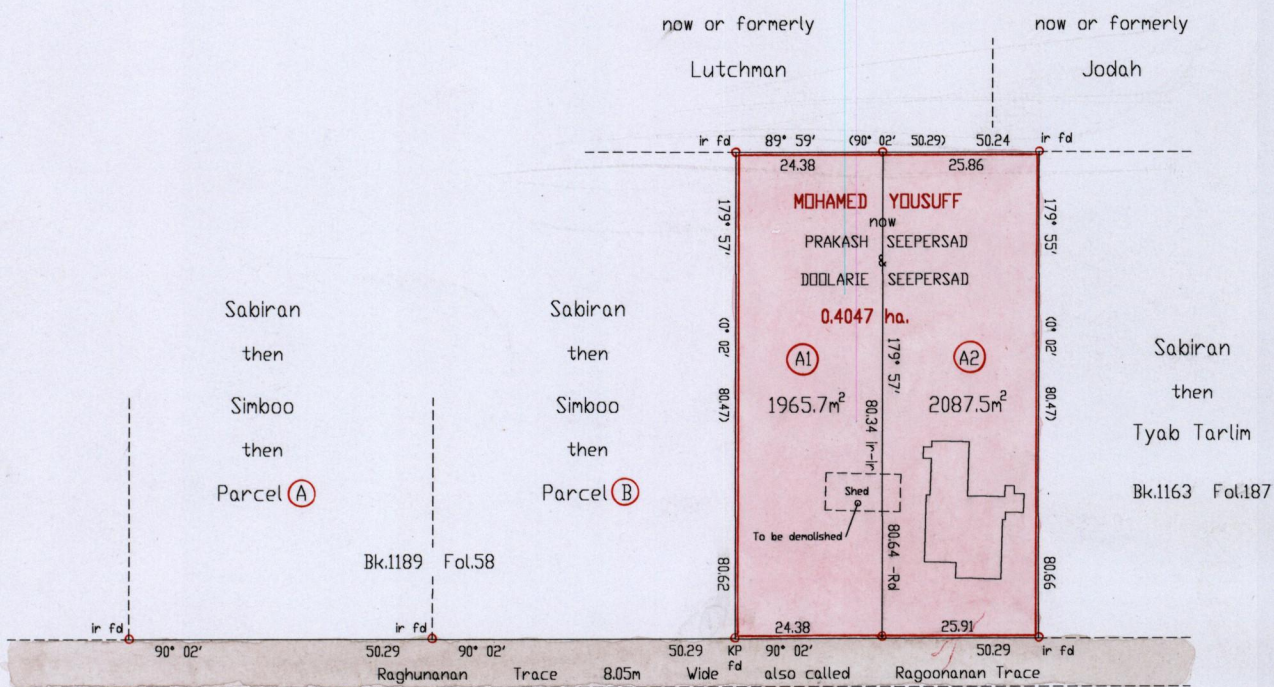 now or formerly
Lutchman
now or formerly
Jodah
ir fd 89° 59' (90° 02' 50.29) 50.24 ir fd
24.38 25.86
MOHAMED YOUSUFF
now
PRAKASH SEEPERSAD
&
DOOLARIE SEEPERSAD
0.4047 ha.
A1
1965.7m²
A2
2087.5m²
179° 57'
(0° 02' 80.47)
80.62
179° 57'
80.34 ir-ir
80.64 -Rd
179° 55'
(0° 02' 80.47)
80.66
Shed
To be demolished
24.38 25.91
Sabiran
then
Simboo
then
Parcel A
Sabiran
then
Simboo
then
Parcel B
Bk.1189 Fol.58
Sabiran
then
Tyab Tarlim
Bk.1163 Fol.187
ir fd
ir fd
90° 02' 50.29 90° 02' 50.29 KP fd 90° 02' 50.29 ir fd
Raghunanan Trace 8.05m Wide also called Ragoonanan Trace